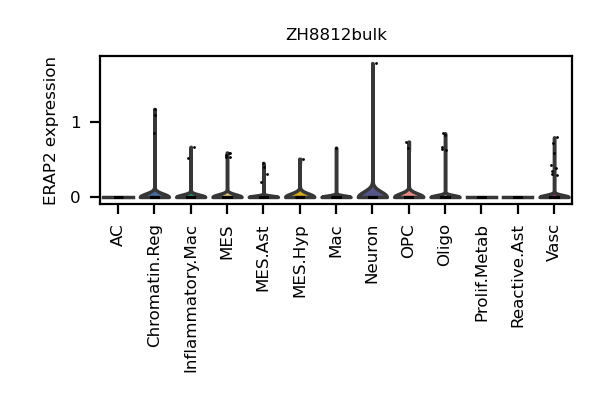 ZH8812bulk
ERAP2 expression
1
0
AC
Chromatin.Reg
Inflammatory.Mac
MES
MES.Ast
MES.Hyp
Mac
Neuron
OPC
Oligo
Prolif.Metab
Reactive.Ast
Vasc